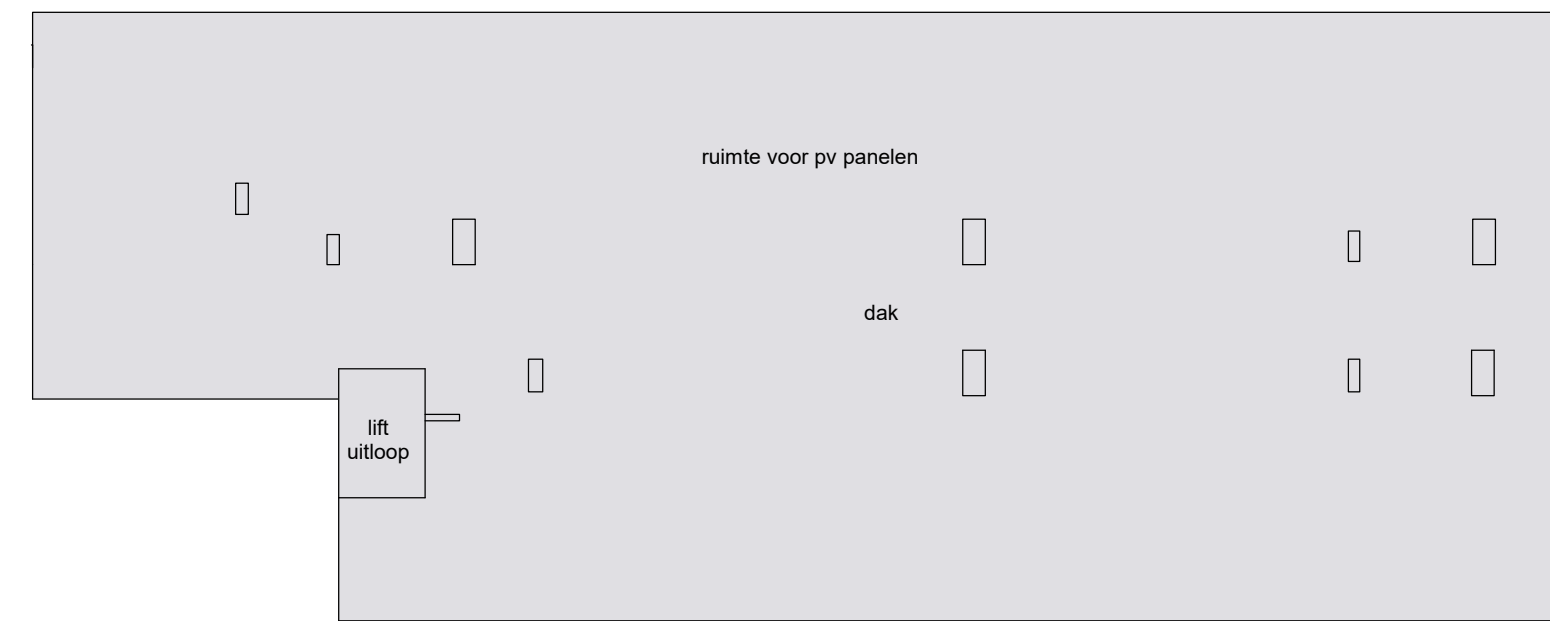 ruimte voor pv panelen
dak
lift
uitloop